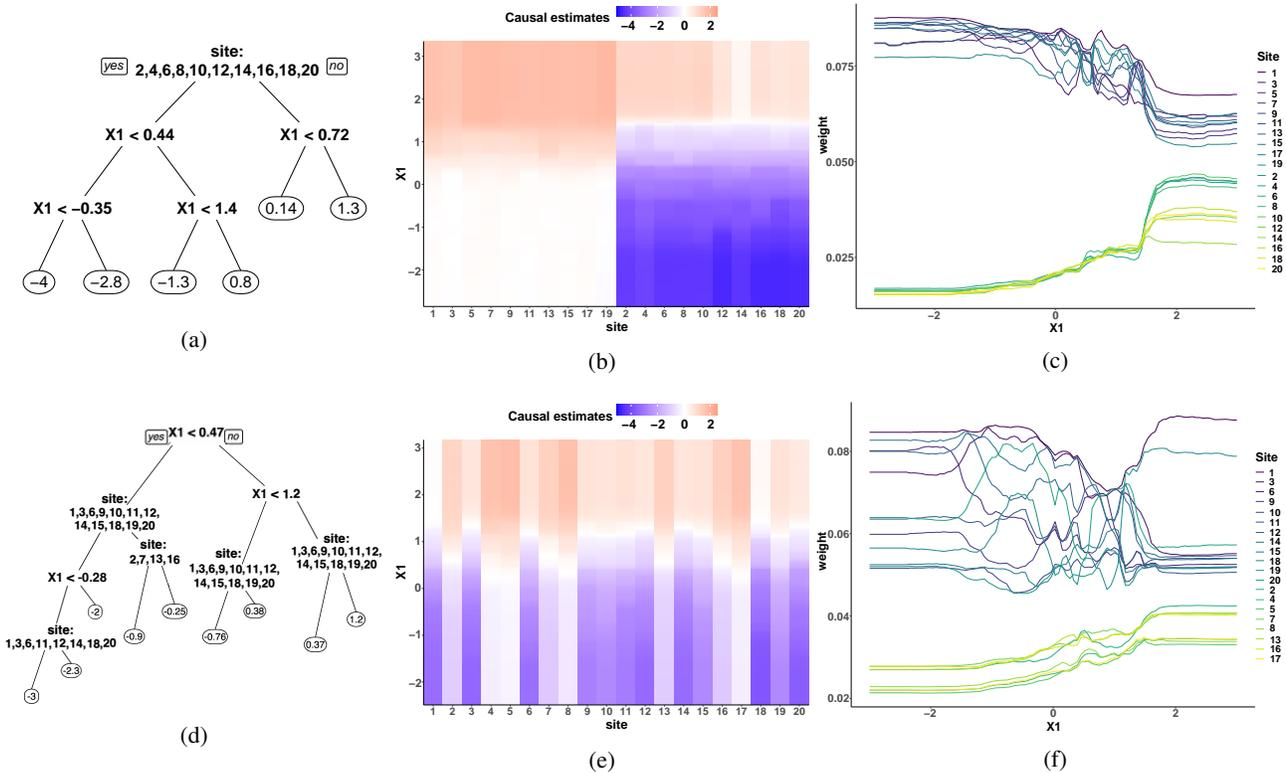 site:
yes 2,4,6,8,10,12,14,16,18,20 no
X1 < 0.44 X1 < 0.72
X1 < −0.35 X1 < 1.4 0.14 1.3
−4 −2.8 −1.3 0.8
(a)
Causal estimates −4 −2 0 2
X1
3
2
1
0
−1
−2
1 3 5 7 9 11 13 15 17 19 2 4 6 8 10 12 14 16 18 20
site
(b)
weight
0.075
0.050
0.025
−2 0 2
X1
Site
1
3
5
7
9
11
13
15
17
19
2
4
6
8
10
12
14
16
18
20
(c)
yes X1 < 0.47 no
site:
1,3,6,9,10,11,12,
14,15,18,19,20
X1 < 1.2
X1 < -0.28
site:
2,7,13,16
site:
1,3,6,9,10,11,12,
14,15,18,19,20
site:
1,3,6,9,10,11,12,
14,15,18,19,20
site:
1,3,6,11,12,14,18,20
-2
-0.9
-0.25
-0.76
0.38
0.37
1.2
-3
-2.3
(d)
Causal estimates −4 −2 0 2
X1
3
2
1
0
−1
−2
1 2 3 4 5 6 7 8 9 10 11 12 13 14 15 16 17 18 19 20
site
(e)
weight
0.08
0.06
0.04
0.02
−2 0 2
X1
Site
1
3
6
9
10
11
12
14
15
18
19
20
2
4
5
7
8
13
16
17
(f)